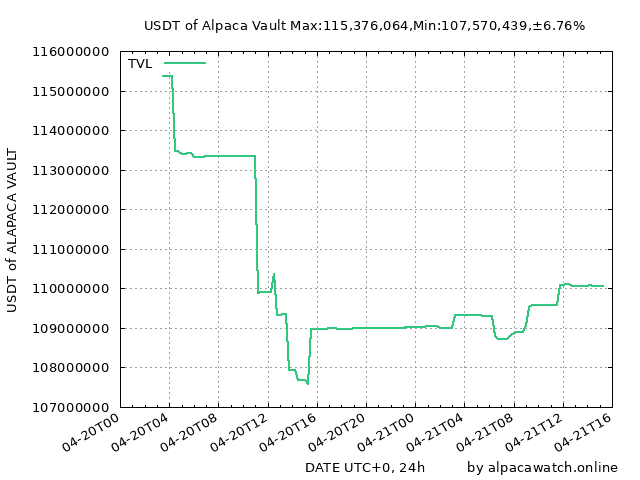 USDT of Alpaca Vault Max:115,376,064,Min:107,570,439,±6.76%
TVL
116000000
115000000
114000000
113000000
112000000
111000000
110000000
109000000
108000000
107000000
USDT of ALAPACA VAULT
04-20T00
04-20T04
04-20T08
04-20T12
04-20T16
04-20T20
04-21T00
04-21T04
04-21T08
04-21T12
04-21T16
DATE UTC+0, 24h
by alpacawatch.online